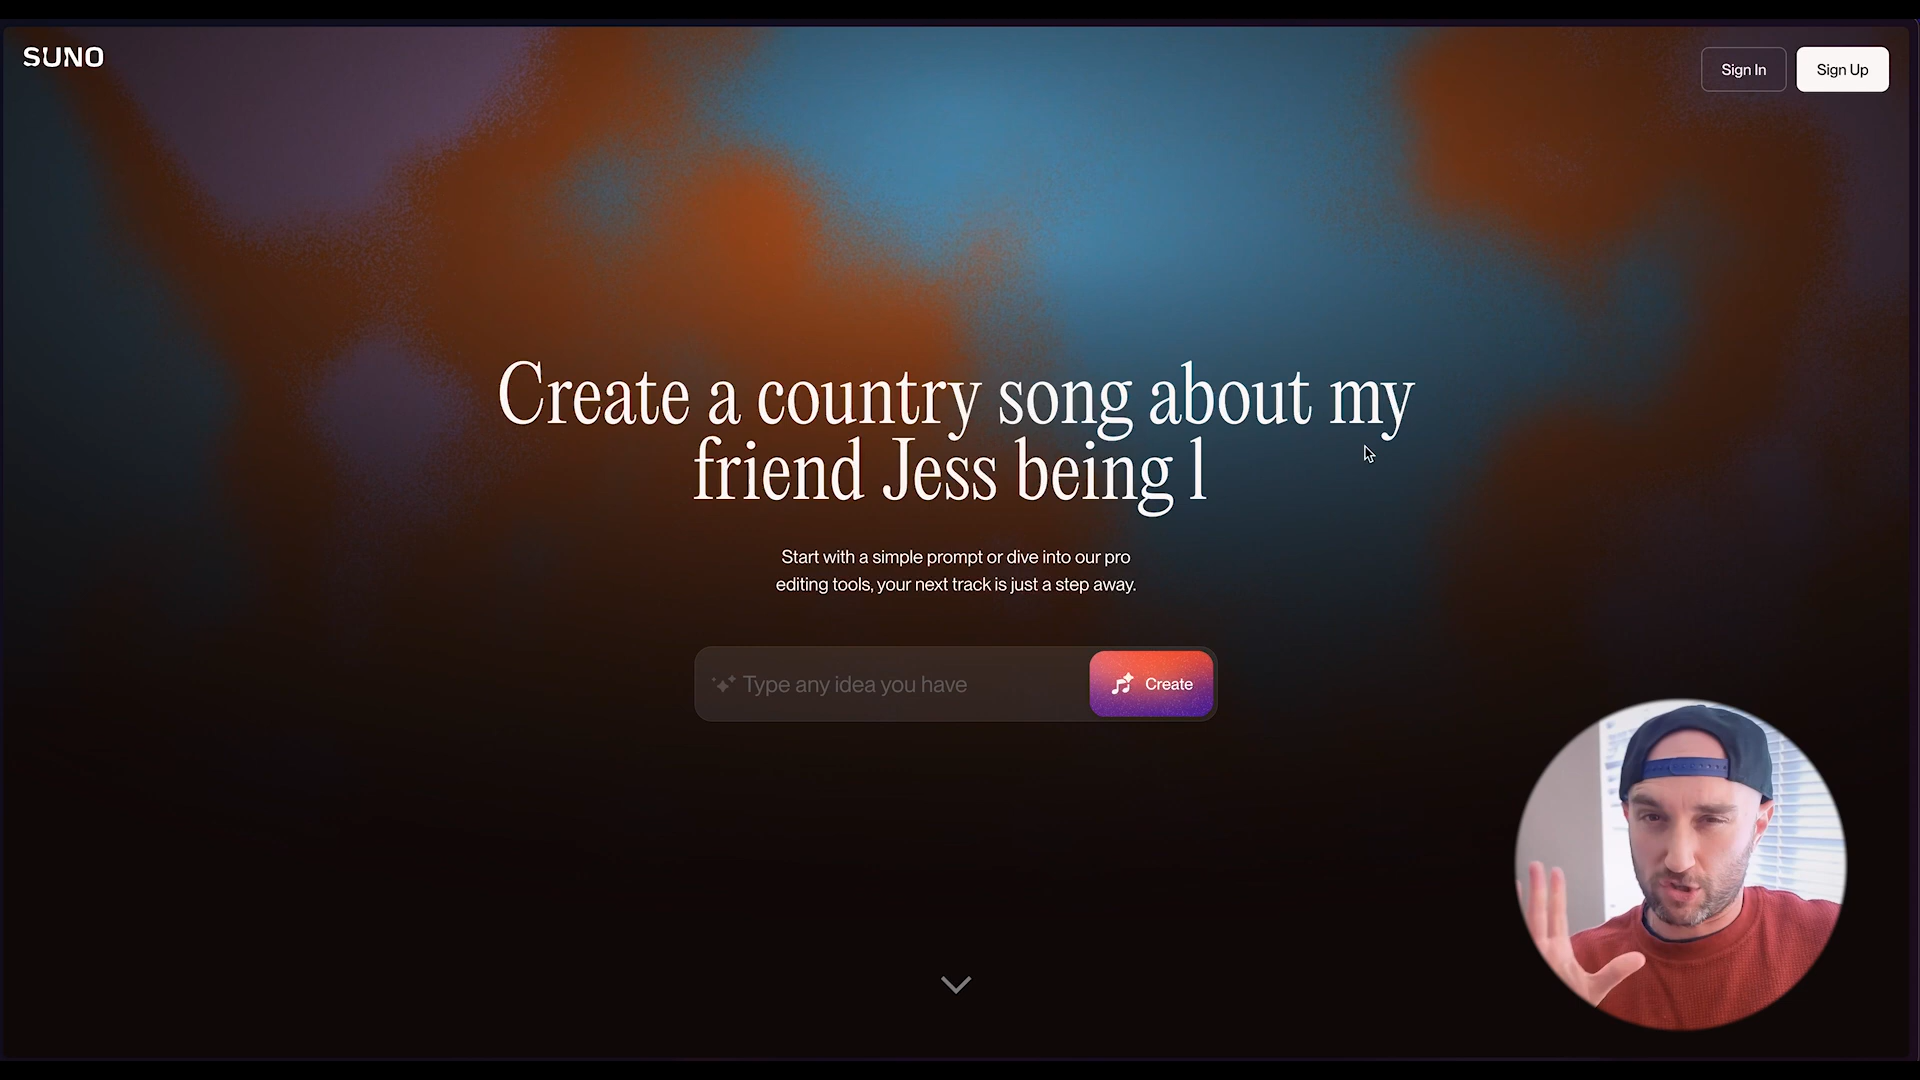 SUNO
Sign In
Sign Up
Create a country song about my
friend Jess being l
Start with a simple prompt or dive into our pro
editing tools, your next track is just a step away.
Type any idea you have
Create